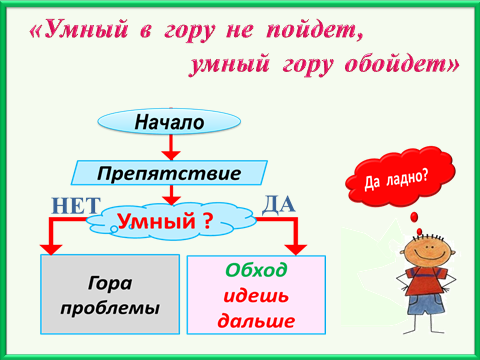 «Умный в гору не пойдет,
умный гору обойдет»
Начало
Препятствие
НЕТ
ДА
Умный ?
Да ладно?
Гора
проблемы
Обход
идешь
дальше